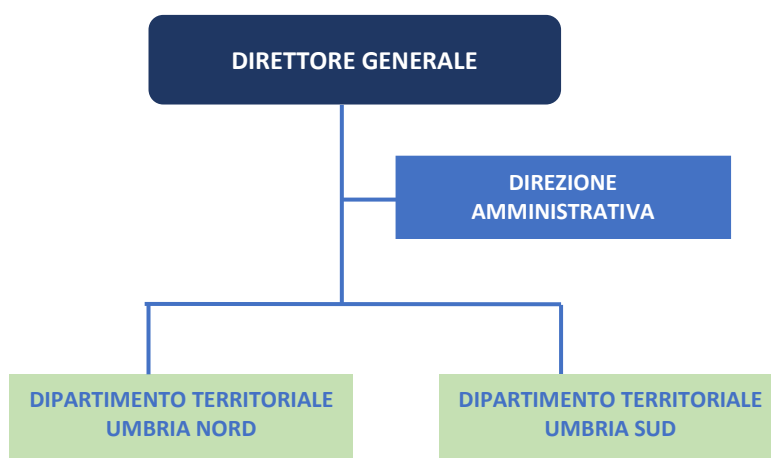 DIRETTORE GENERALE
DIREZIONE
AMMINISTRATIVA
DIPARTIMENTO TERRITORIALE
UMBRIA NORD
DIPARTIMENTO TERRITORIALE
UMBRIA SUD